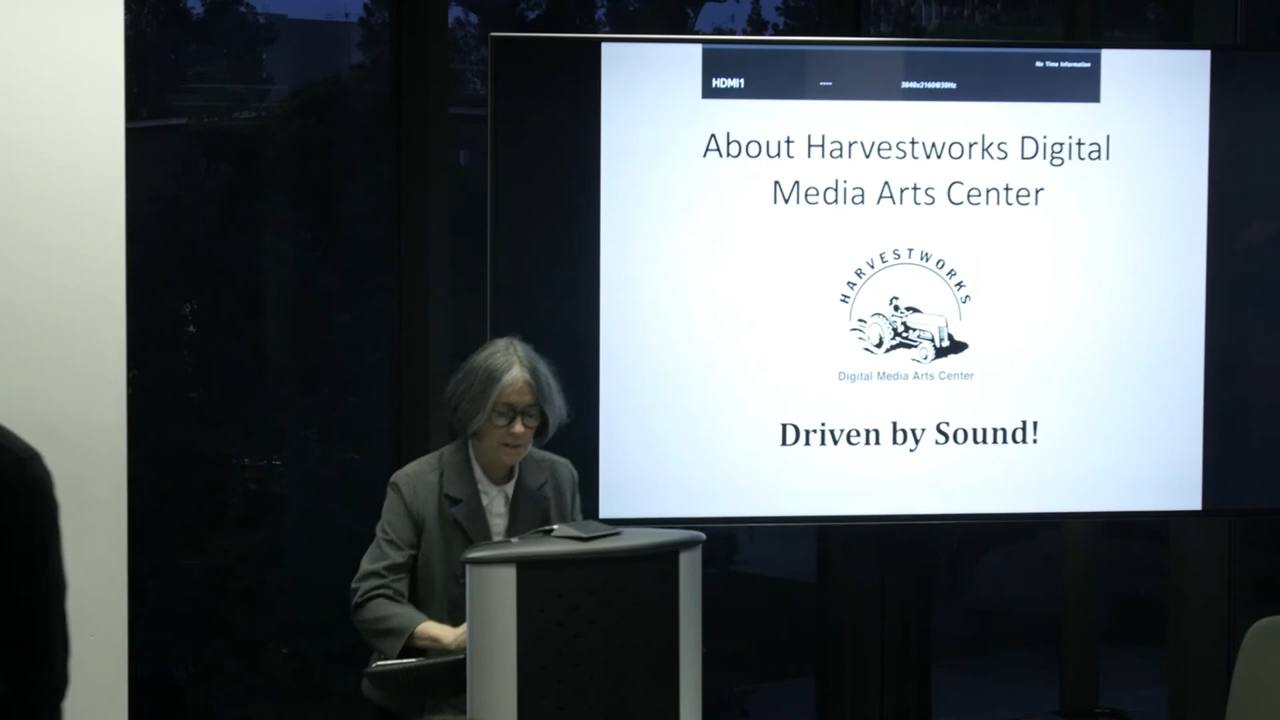 No Time Information
HDMI1 ---- 3840x2160@30Hz
About Harvestworks Digital
Media Arts Center
HARVESTWORKS
Digital Media Arts Center
Driven by Sound!